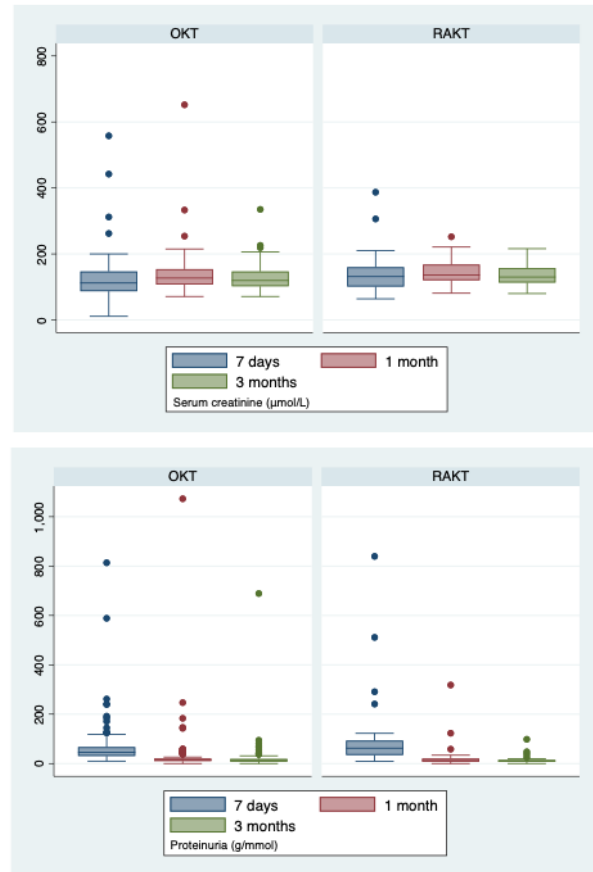 OKT RAKT
800
600
400
200
0
7 days 1 month
3 months
Serum creatinine (µmol/L)
OKT RAKT
1,000
800
600
400
200
0
7 days 1 month
3 months
Proteinuria (g/mmol)